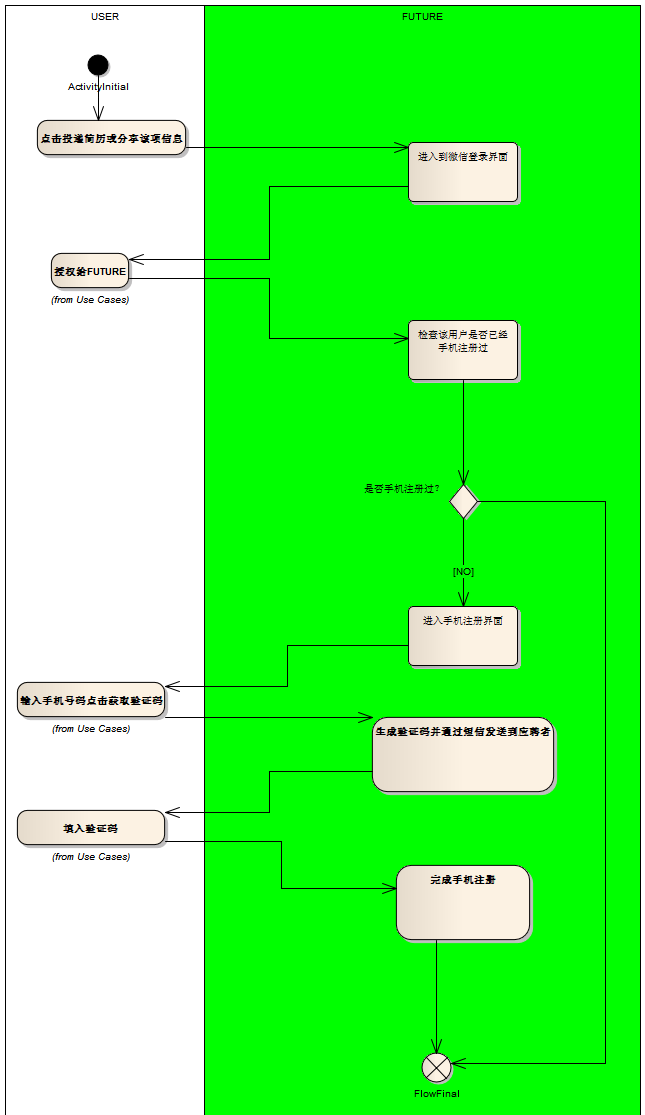 USER
FUTURE
ActivityInitial
点击投递简历或分享该项信息
进入到微信登录界面
授权给FUTURE
(from Use Cases)
检查该用户是否已经
手机注册过
是否手机注册过?
[NO]
进入手机注册界面
输入手机号码点击获取验证码
(from Use Cases)
生成验证码并通过短信发送到应聘者
填入验证码
(from Use Cases)
完成手机注册
FlowFinal